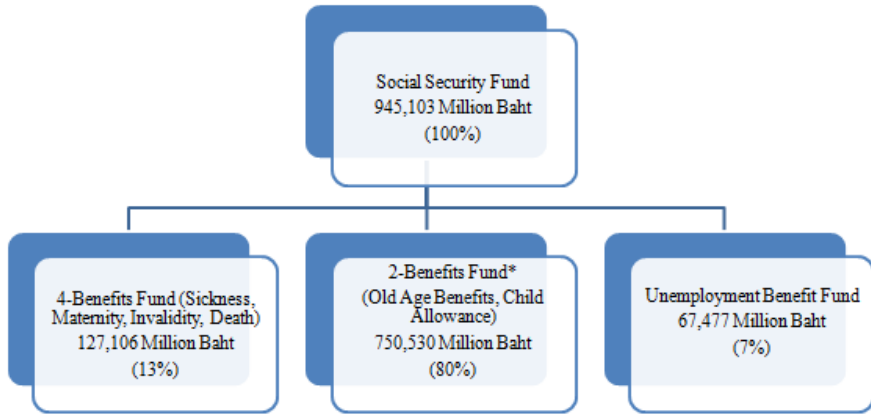 Social Security Fund
945,103 Million Baht
(100%)
4-Benefits Fund (Sickness,
Maternity, Invalidity, Death)
127,106 Million Baht
(13%)
2-Benefits Fund*
(Old Age Benefits, Child
Allowance)
750,530 Million Baht
(80%)
Unemployment Benefit Fund
67,477 Million Baht
(7%)